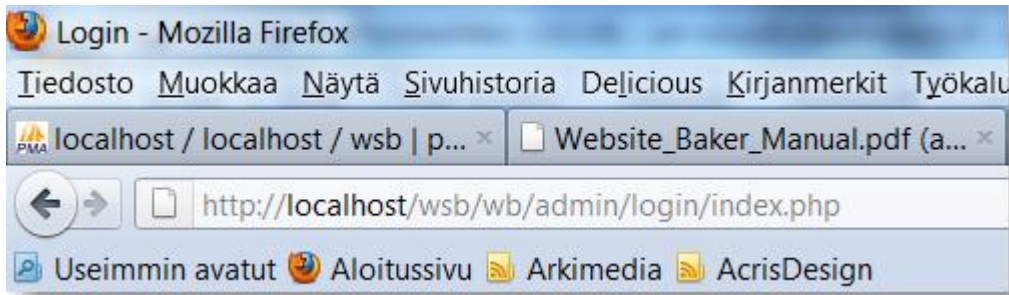 Login - Mozilla Firefox
Tiedosto Muokkaa Näytä Sivuhistoria Delicious Kirjanmerkit Työkalu
PMA localhost / localhost / wsb | p... × Website_Baker_Manual.pdf (a... ×
http://localhost/wsb/wb/admin/login/index.php
Useimmin avatut Aloitussivu Arkimedia AcrisDesign